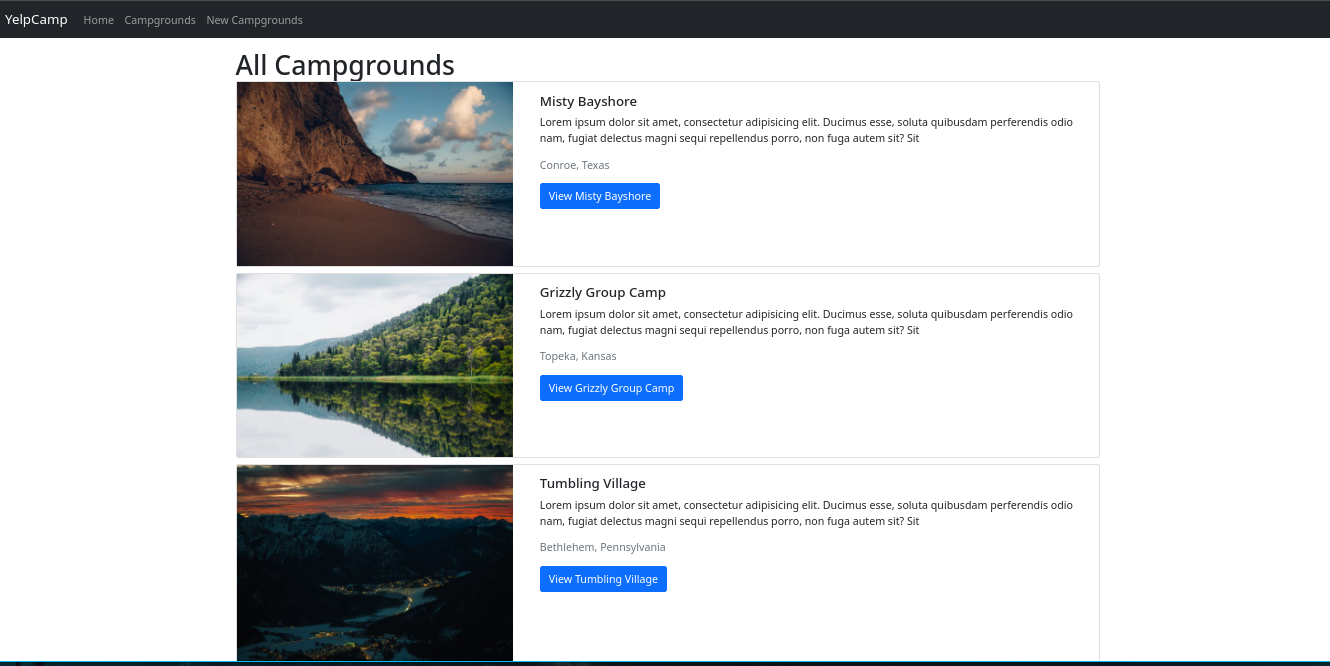 YelpCamp Home Campgrounds New Campgrounds
All Campgrounds
Misty Bayshore
Lorem ipsum dolor sit amet, consectetur adipisicing elit. Ducimus esse, soluta quibusdam perferendis odio
nam, fugiat delectus magni sequi repellendus porro, non fuga autem sit? Sit
Conroe, Texas
View Misty Bayshore
Grizzly Group Camp
Lorem ipsum dolor sit amet, consectetur adipisicing elit. Ducimus esse, soluta quibusdam perferendis odio
nam, fugiat delectus magni sequi repellendus porro, non fuga autem sit? Sit
Topeka, Kansas
View Grizzly Group Camp
Tumbling Village
Lorem ipsum dolor sit amet, consectetur adipisicing elit. Ducimus esse, soluta quibusdam perferendis odio
nam, fugiat delectus magni sequi repellendus porro, non fuga autem sit? Sit
Bethlehem, Pennsylvania
View Tumbling Village